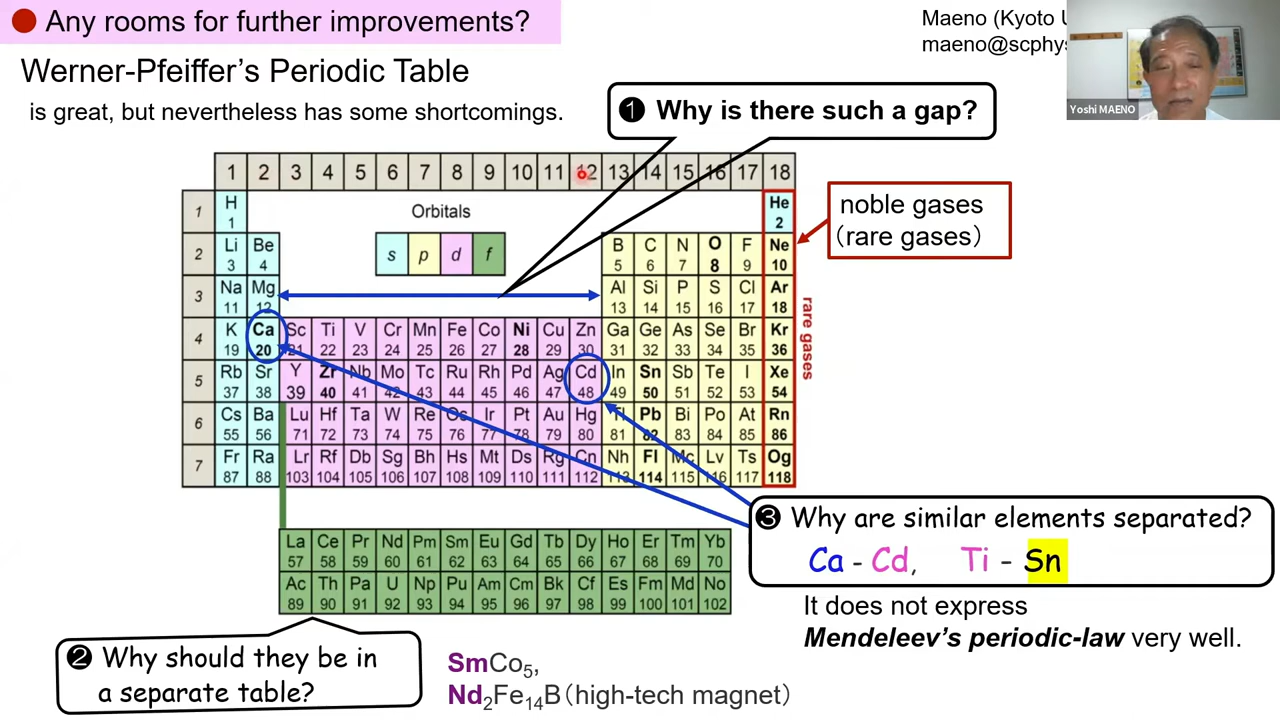 Any rooms for further improvements?
Maeno (Kyoto U
maeno@scphys
Yoshi MAENO
Werner-Pfeiffer's Periodic Table
is great, but nevertheless has some shortcomings.
❶ Why is there such a gap?
1 2 3 4 5 6 7 8 9 10 11 12 13 14 15 16 17 18
noble gases
(rare gases)
1 H He
1 2
Orbitals
s p d f
2 Li Be B C N O F Ne
3 4 5 6 7 8 9 10
3 Na Mg Al Si P S Cl Ar
11 12 13 14 15 16 17 18
4 K Ca Sc Ti V Cr Mn Fe Co Ni Cu Zn Ga Ge As Se Br Kr
19 20 21 22 23 24 25 26 27 28 29 30 31 32 33 34 35 36
5 Rb Sr Y Zr Nb Mo Tc Ru Rh Pd Ag Cd In Sn Sb Te I Xe
37 38 39 40 41 42 43 44 45 46 47 48 49 50 51 52 53 54
6 Cs Ba Lu Hf Ta W Re Os Ir Pt Au Hg Tl Pb Bi Po At Rn
55 56 71 72 73 74 75 76 77 78 79 80 81 82 83 84 85 86
7 Fr Ra Lr Rf Db Sg Bh Hs Mt Ds Rg Cn Nh Fl Mc Lv Ts Og
87 88 103 104 105 106 107 108 109 110 111 112 113 114 115 116 117 118
rare gases
La Ce Pr Nd Pm Sm Eu Gd Tb Dy Ho Er Tm Yb
57 58 59 60 61 62 63 64 65 66 67 68 69 70
Ac Th Pa U Np Pu Am Cm Bk Cf Es Fm Md No
89 90 91 92 93 94 95 96 97 98 99 100 101 102
❸ Why are similar elements separated?
Ca - Cd, Ti - Sn
It does not express
Mendeleev's periodic-law very well.
❷ Why should they be in
a separate table?
SmCo₅,
Nd₂Fe₁₄B (high-tech magnet)